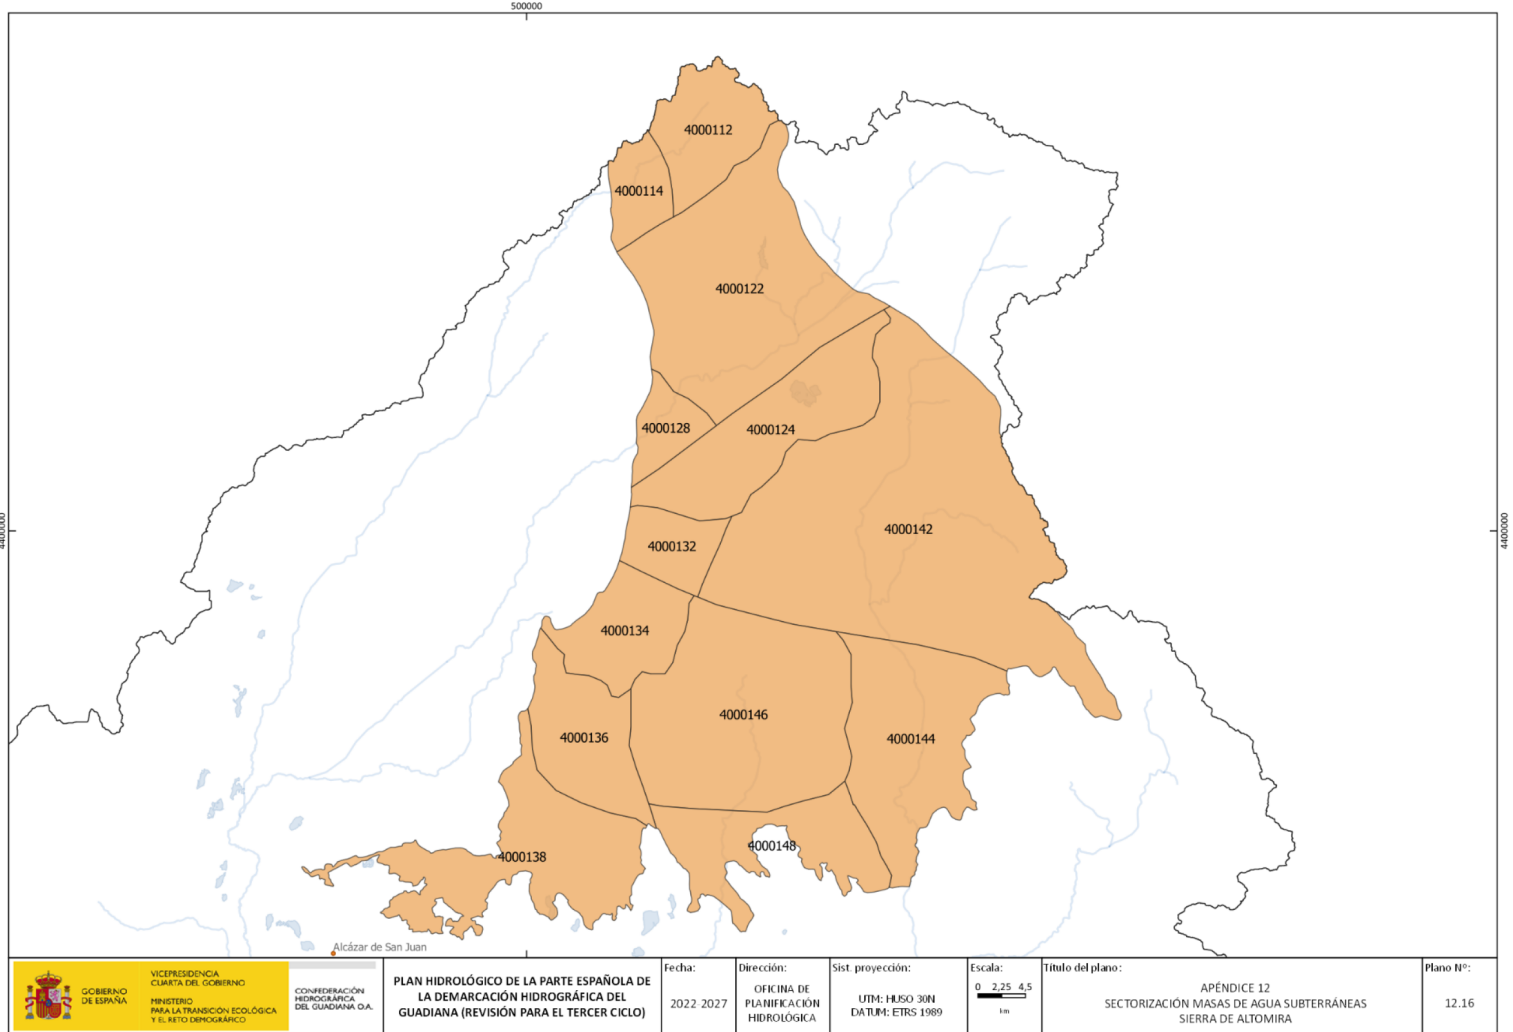 500000
4000112
4000114
4000122
4000128
4000124
4400000
4000142
4400000
4000132
4000134
4000146
4000136
4000144
4000148
4000138
Alcázar de San Juan
GOBIERNO
DE ESPAÑA
VICEPRESIDENCIA
CUARTA DEL GOBIERNO
MINISTERIO
PARA LA TRANSICIÓN ECOLÓGICA
Y EL RETO DEMOGRÁFICO
CONFEDERACIÓN
HIDROGRÁFICA
DEL GUADIANA O.A.
PLAN HIDROLÓGICO DE LA PARTE ESPAÑOLA DE
LA DEMARCACIÓN HIDROGRÁFICA DEL
GUADIANA (REVISIÓN PARA EL TERCER CICLO)
Fecha:
2022-2027
Dirección:
OFICINA DE
PLANIFICACIÓN
HIDROLÓGICA
Sist. proyección:
UTM: HUSO 30N
DATUM: ETRS 1989
Escala:
0 2,25 4,5
km
Título del plano:
APÉNDICE 12
SECTORIZACIÓN MASAS DE AGUA SUBTERRÁNEAS
SIERRA DE ALTOMIRA
Plano Nº:
12.16